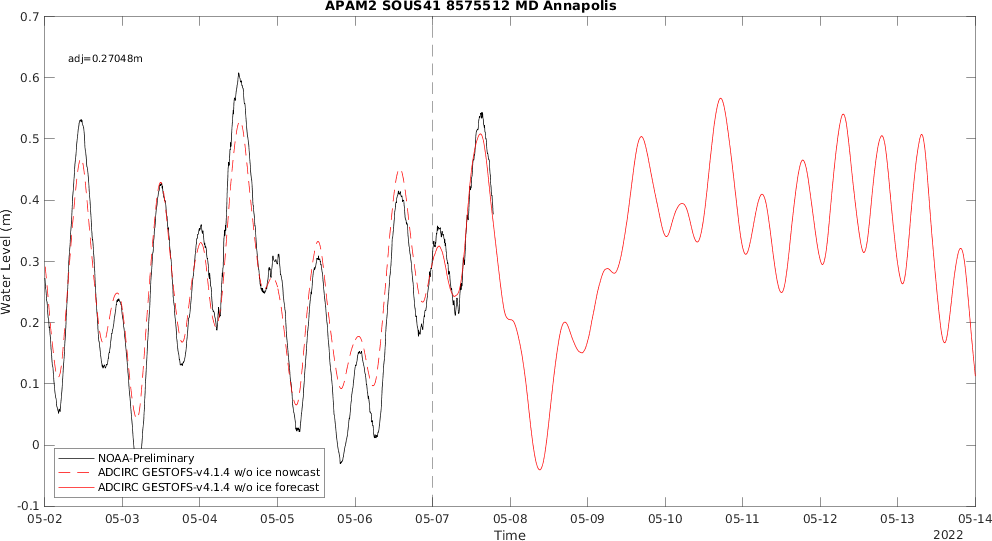 APAM2 SOUS41 8575512 MD Annapolis
adj=0.27048m
Water Level (m)
0.7
0.6
0.5
0.4
0.3
0.2
0.1
0
-0.1
NOAA-Preliminary
ADCIRC GESTOFS-v4.1.4 w/o ice nowcast
ADCIRC GESTOFS-v4.1.4 w/o ice forecast
05-02 05-03 05-04 05-05 05-06 05-07 05-08 05-09 05-10 05-11 05-12 05-13 05-14
Time
2022